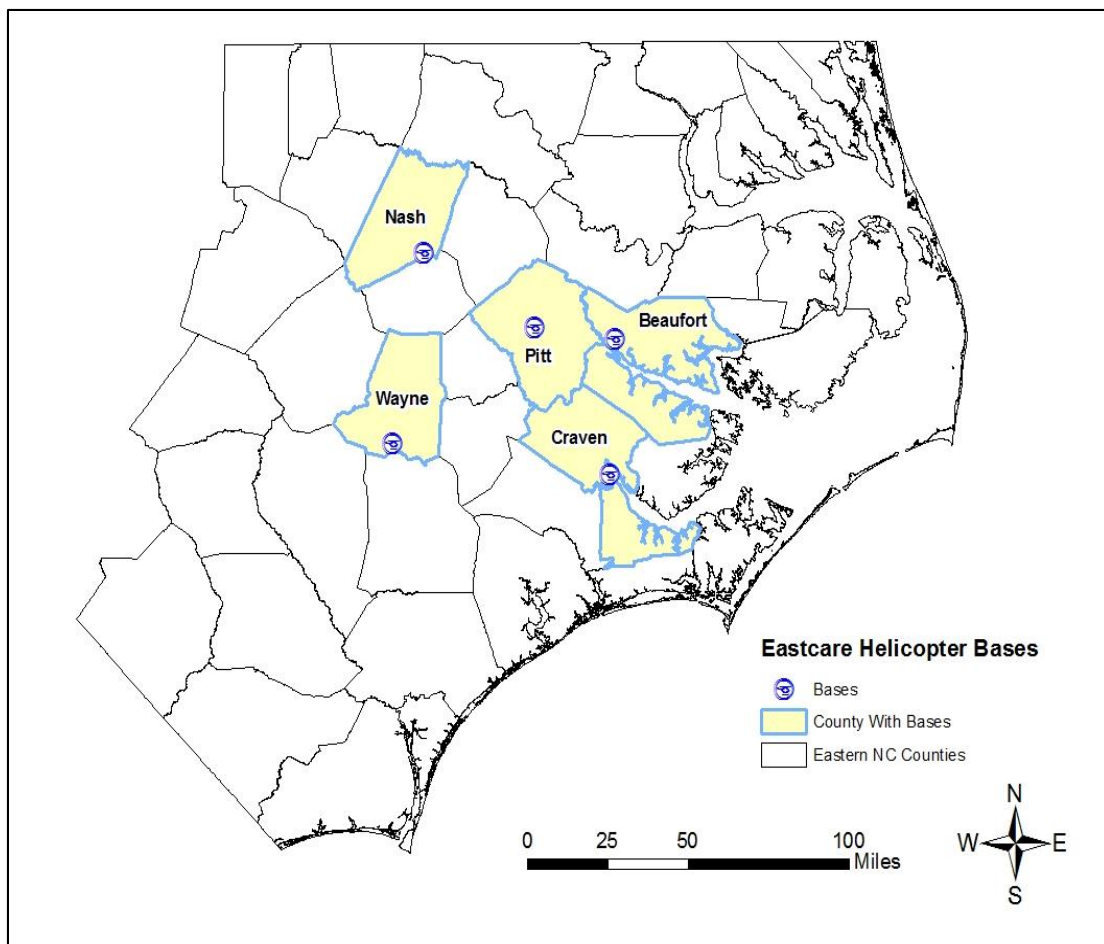 Nash
Beaufort
Pitt
Wayne
Craven
Eastcare Helicopter Bases
Bases
County With Bases
Eastern NC Counties
N
W E
S
0 25 50 100
Miles